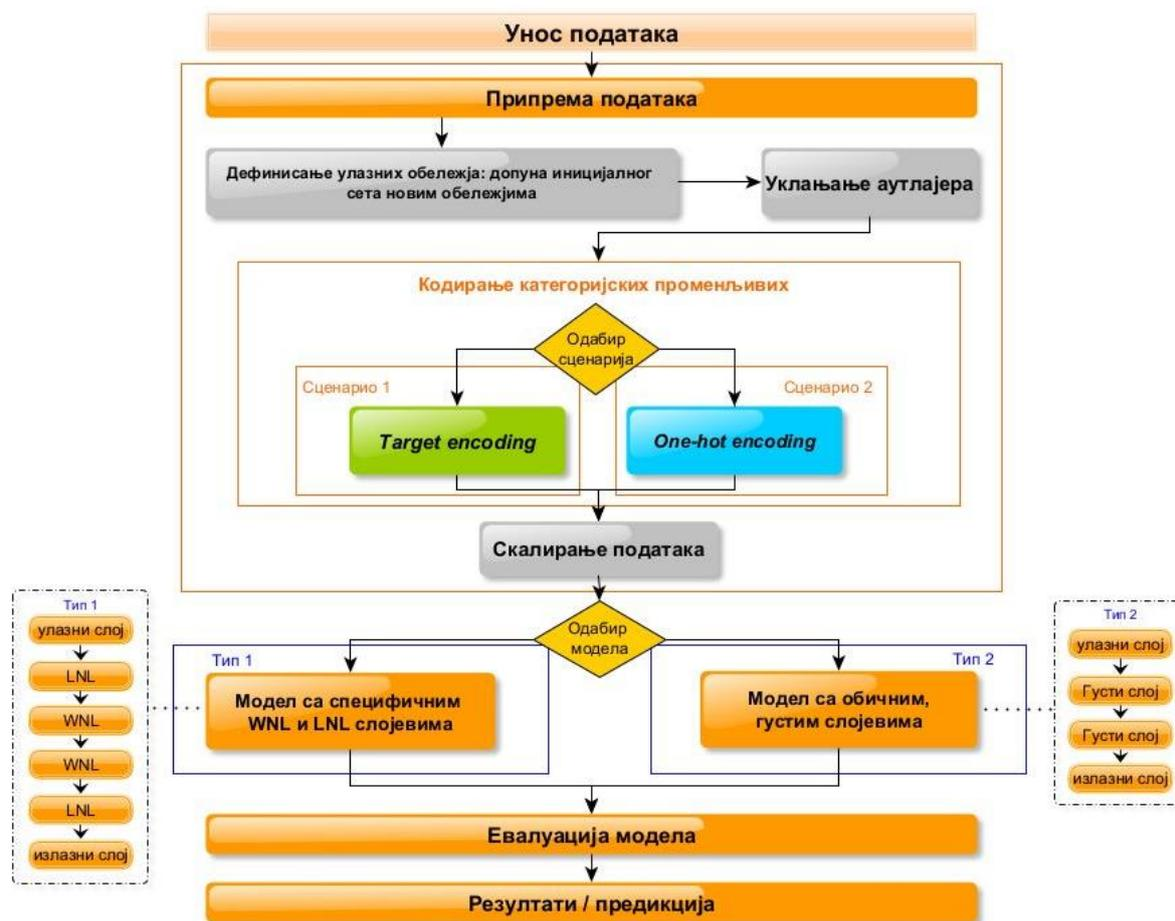 Унос података
Припрема података
Дефинисање улазних обележја: допуна иницијалног
сета новим обележјима
Уклањање аутлајера
Кодирање категоријских променљивих
Одабир
сценарија
Сценарио 1
Сценарио 2
Target encoding
One-hot encoding
Скалирање података
Одабир
модела
Тип 1
улазни слој
LNL
WNL
WNL
LNL
излазни слој
Тип 1
Модел са специфичним
WNL и LNL слојевима
Тип 2
Модел са обичним,
густим слојевима
Тип 2
улазни слој
Густи слој
Густи слој
излазни слој
Евалуација модела
Резултати / предикција